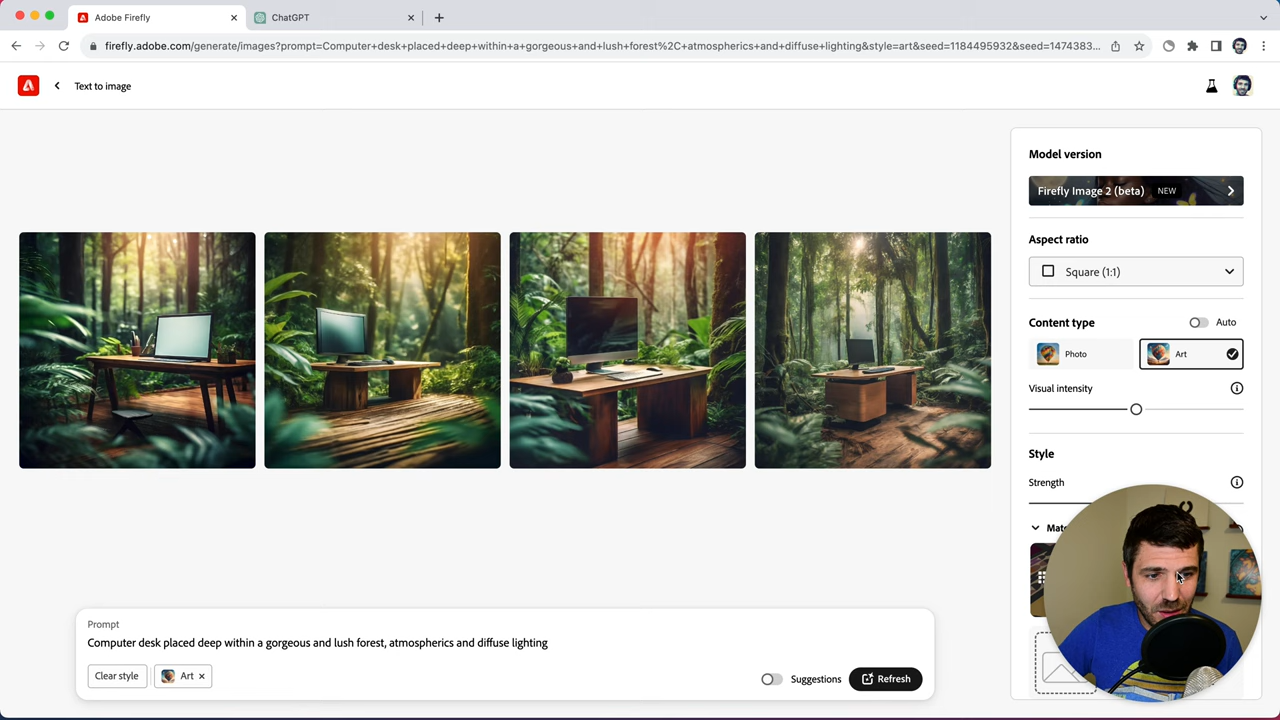 Adobe Firefly
ChatGPT
firefly.adobe.com/generate/images?prompt=Computer+desk+placed+deep+within+a+gorgeous+and+lush+forest%2C+atmospherics+and+diffuse+lighting&style=art&seed=1184495932&seed=1474383...
Text to image
Model version
Firefly Image 2 (beta) NEW
Aspect ratio
Square (1:1)
Content type Auto
Photo Art
Visual intensity
Style
Strength
Prompt
Computer desk placed deep within a gorgeous and lush forest, atmospherics and diffuse lighting
Clear style Art Suggestions Refresh